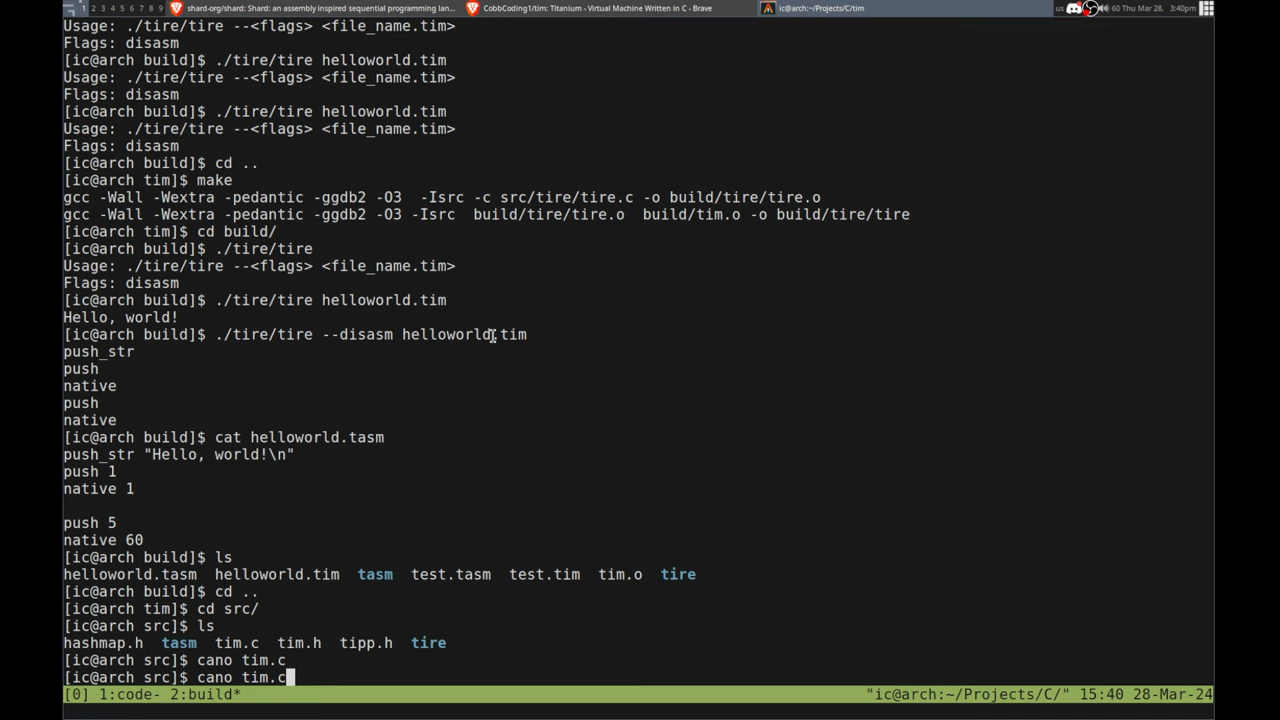 1 2 3 4 5 6 7 8 9 shard-org/shard: Shard: an assembly inspired sequential programming lan... CobbCoding1/tim: Titanium - Virtual Machine Written in C - Brave ic@arch:~/Projects/C/tim us 60 Thu Mar 28, 3:40pm
Usage: ./tire/tire --<flags> <file_name.tim>
Flags: disasm
[ic@arch build]$ ./tire/tire helloworld.tim
Usage: ./tire/tire --<flags> <file_name.tim>
Flags: disasm
[ic@arch build]$ ./tire/tire helloworld.tim
Usage: ./tire/tire --<flags> <file_name.tim>
Flags: disasm
[ic@arch build]$ cd ..
[ic@arch tim]$ make
gcc -Wall -Wextra -pedantic -ggdb2 -O3  -Isrc -c src/tire/tire.c -o build/tire/tire.o
gcc -Wall -Wextra -pedantic -ggdb2 -O3 -Isrc  build/tire/tire.o  build/tim.o -o build/tire/tire
[ic@arch tim]$ cd build/
[ic@arch build]$ ./tire/tire
Usage: ./tire/tire --<flags> <file_name.tim>
Flags: disasm
[ic@arch build]$ ./tire/tire helloworld.tim
Hello, world!
[ic@arch build]$ ./tire/tire --disasm helloworld.tim
push_str
push
native
push
native
[ic@arch build]$ cat helloworld.tasm
push_str "Hello, world!\n"
push 1
native 1
push 5
native 60
[ic@arch build]$ ls
helloworld.tasm  helloworld.tim  tasm  test.tasm  test.tim  tim.o  tire
[ic@arch build]$ cd ..
[ic@arch tim]$ cd src/
[ic@arch src]$ ls
hashmap.h  tasm  tim.c  tim.h  tipp.h  tire
[ic@arch src]$ cano tim.c
[ic@arch src]$ cano tim.c
[0] 1:code- 2:build* "ic@arch:~/Projects/C/" 15:40 28-Mar-24